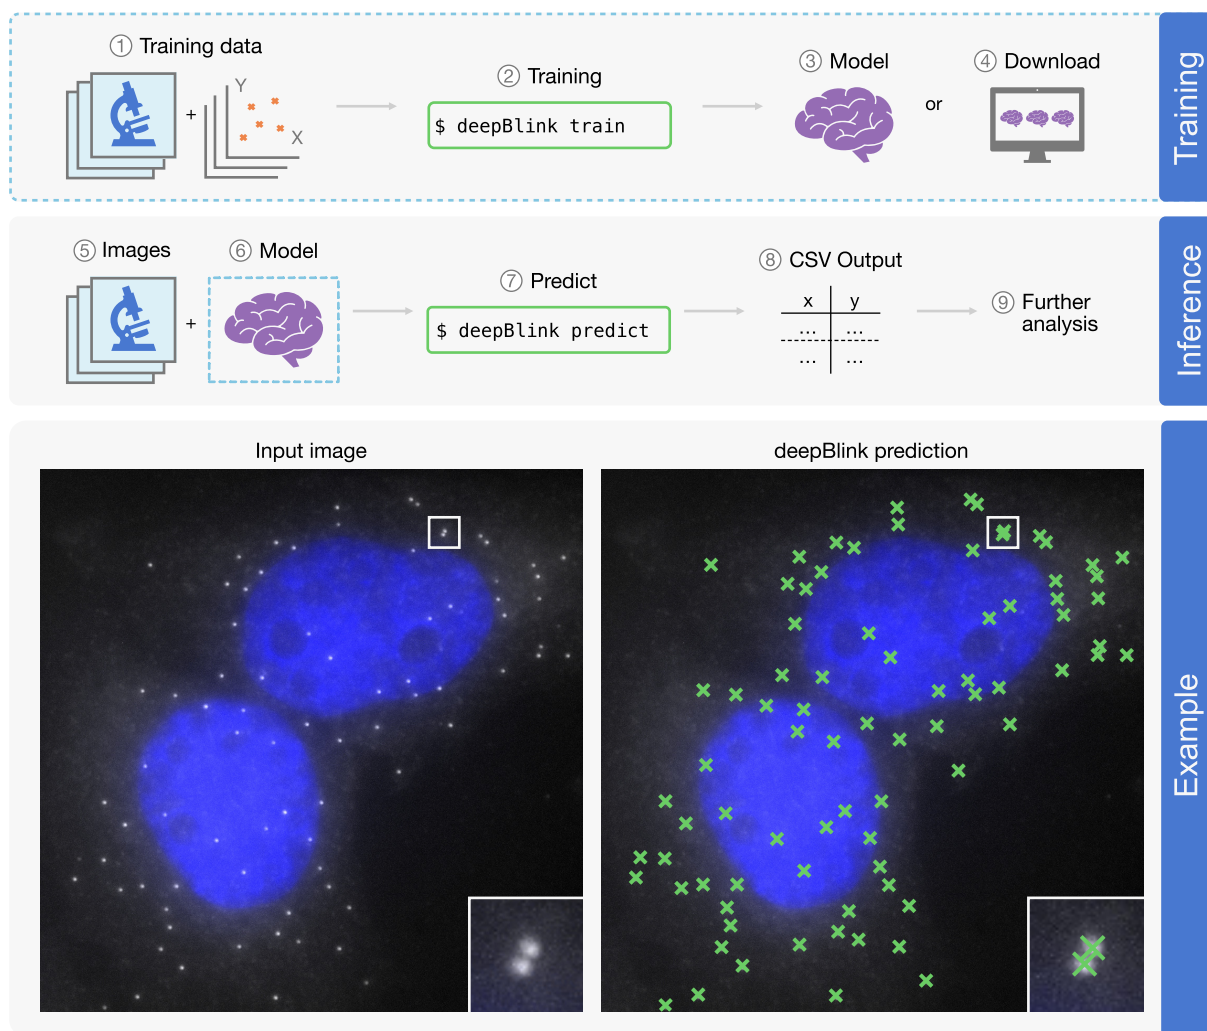 ① Training data
Y
+
X
② Training
$ deepBlink train
③ Model
or
④ Download
Training
⑤ Images
+
⑥ Model
⑦ Predict
$ deepBlink predict
⑧ CSV Output
x y
... ...
... ...
⑨ Further
analysis
Inference
Input image
deepBlink prediction
Example